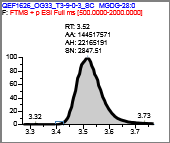 QEF1626_OG33_T3-9-0-3_SC MGOG-28:0
F: FTMS + p ESI Full ms [500.0000-2000.0000]
RT: 3.52
AA: 144517571
AH: 22165191
SN: 2847.51
100
80
60
40
20
0
3.32
3.73
3.3 3.4 3.5 3.6 3.7